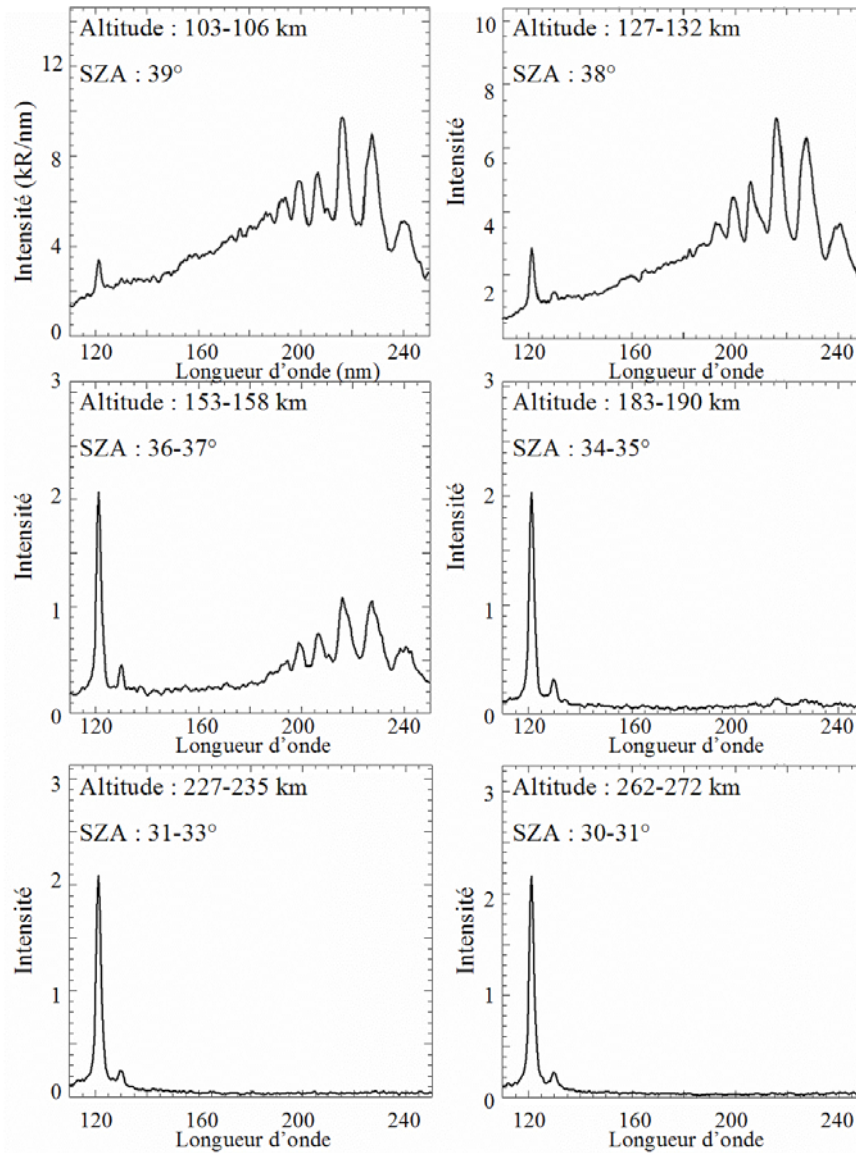 Altitude : 103-106 km
SZA : 39°
Intensité (kR/nm)
12
8
4
0
120
160
200
240
Longueur d'onde (nm)
Altitude : 127-132 km
SZA : 38°
Intensité
10
8
6
4
2
120
160
200
240
Longueur d'onde
Altitude : 153-158 km
SZA : 36-37°
Intensité
3
2
1
0
120
160
200
240
Longueur d'onde
Altitude : 183-190 km
SZA : 34-35°
Intensité
3
2
1
0
120
160
200
240
Longueur d'onde
Altitude : 227-235 km
SZA : 31-33°
Intensité
3
2
1
0
120
160
200
240
Longueur d'onde
Altitude : 262-272 km
SZA : 30-31°
Intensité
3
2
1
0
120
160
200
240
Longueur d'onde